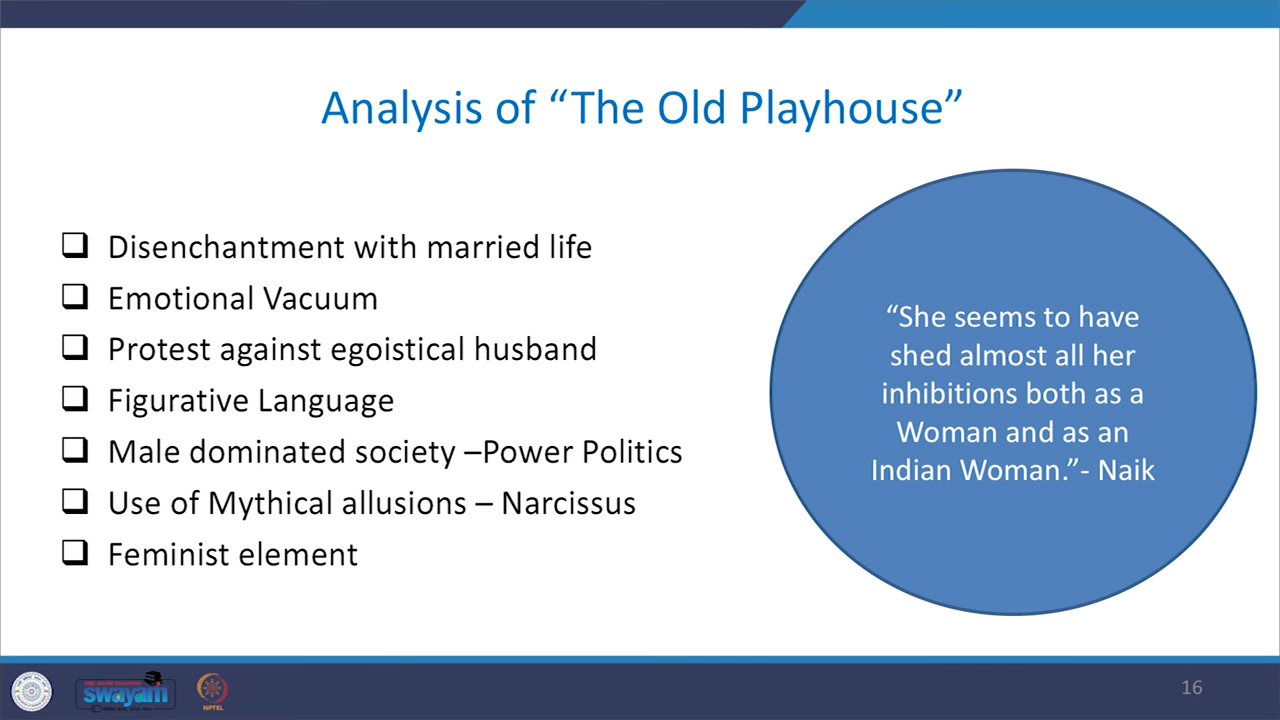 Analysis of “The Old Playhouse”
Disenchantment with married life
Emotional Vacuum
Protest against egoistical husband
Figurative Language
Male dominated society –Power Politics
Use of Mythical allusions – Narcissus
Feminist element
“She seems to have
shed almost all her
inhibitions both as a
Woman and as an
Indian Woman.”- Naik
swayam
NPTEL
16